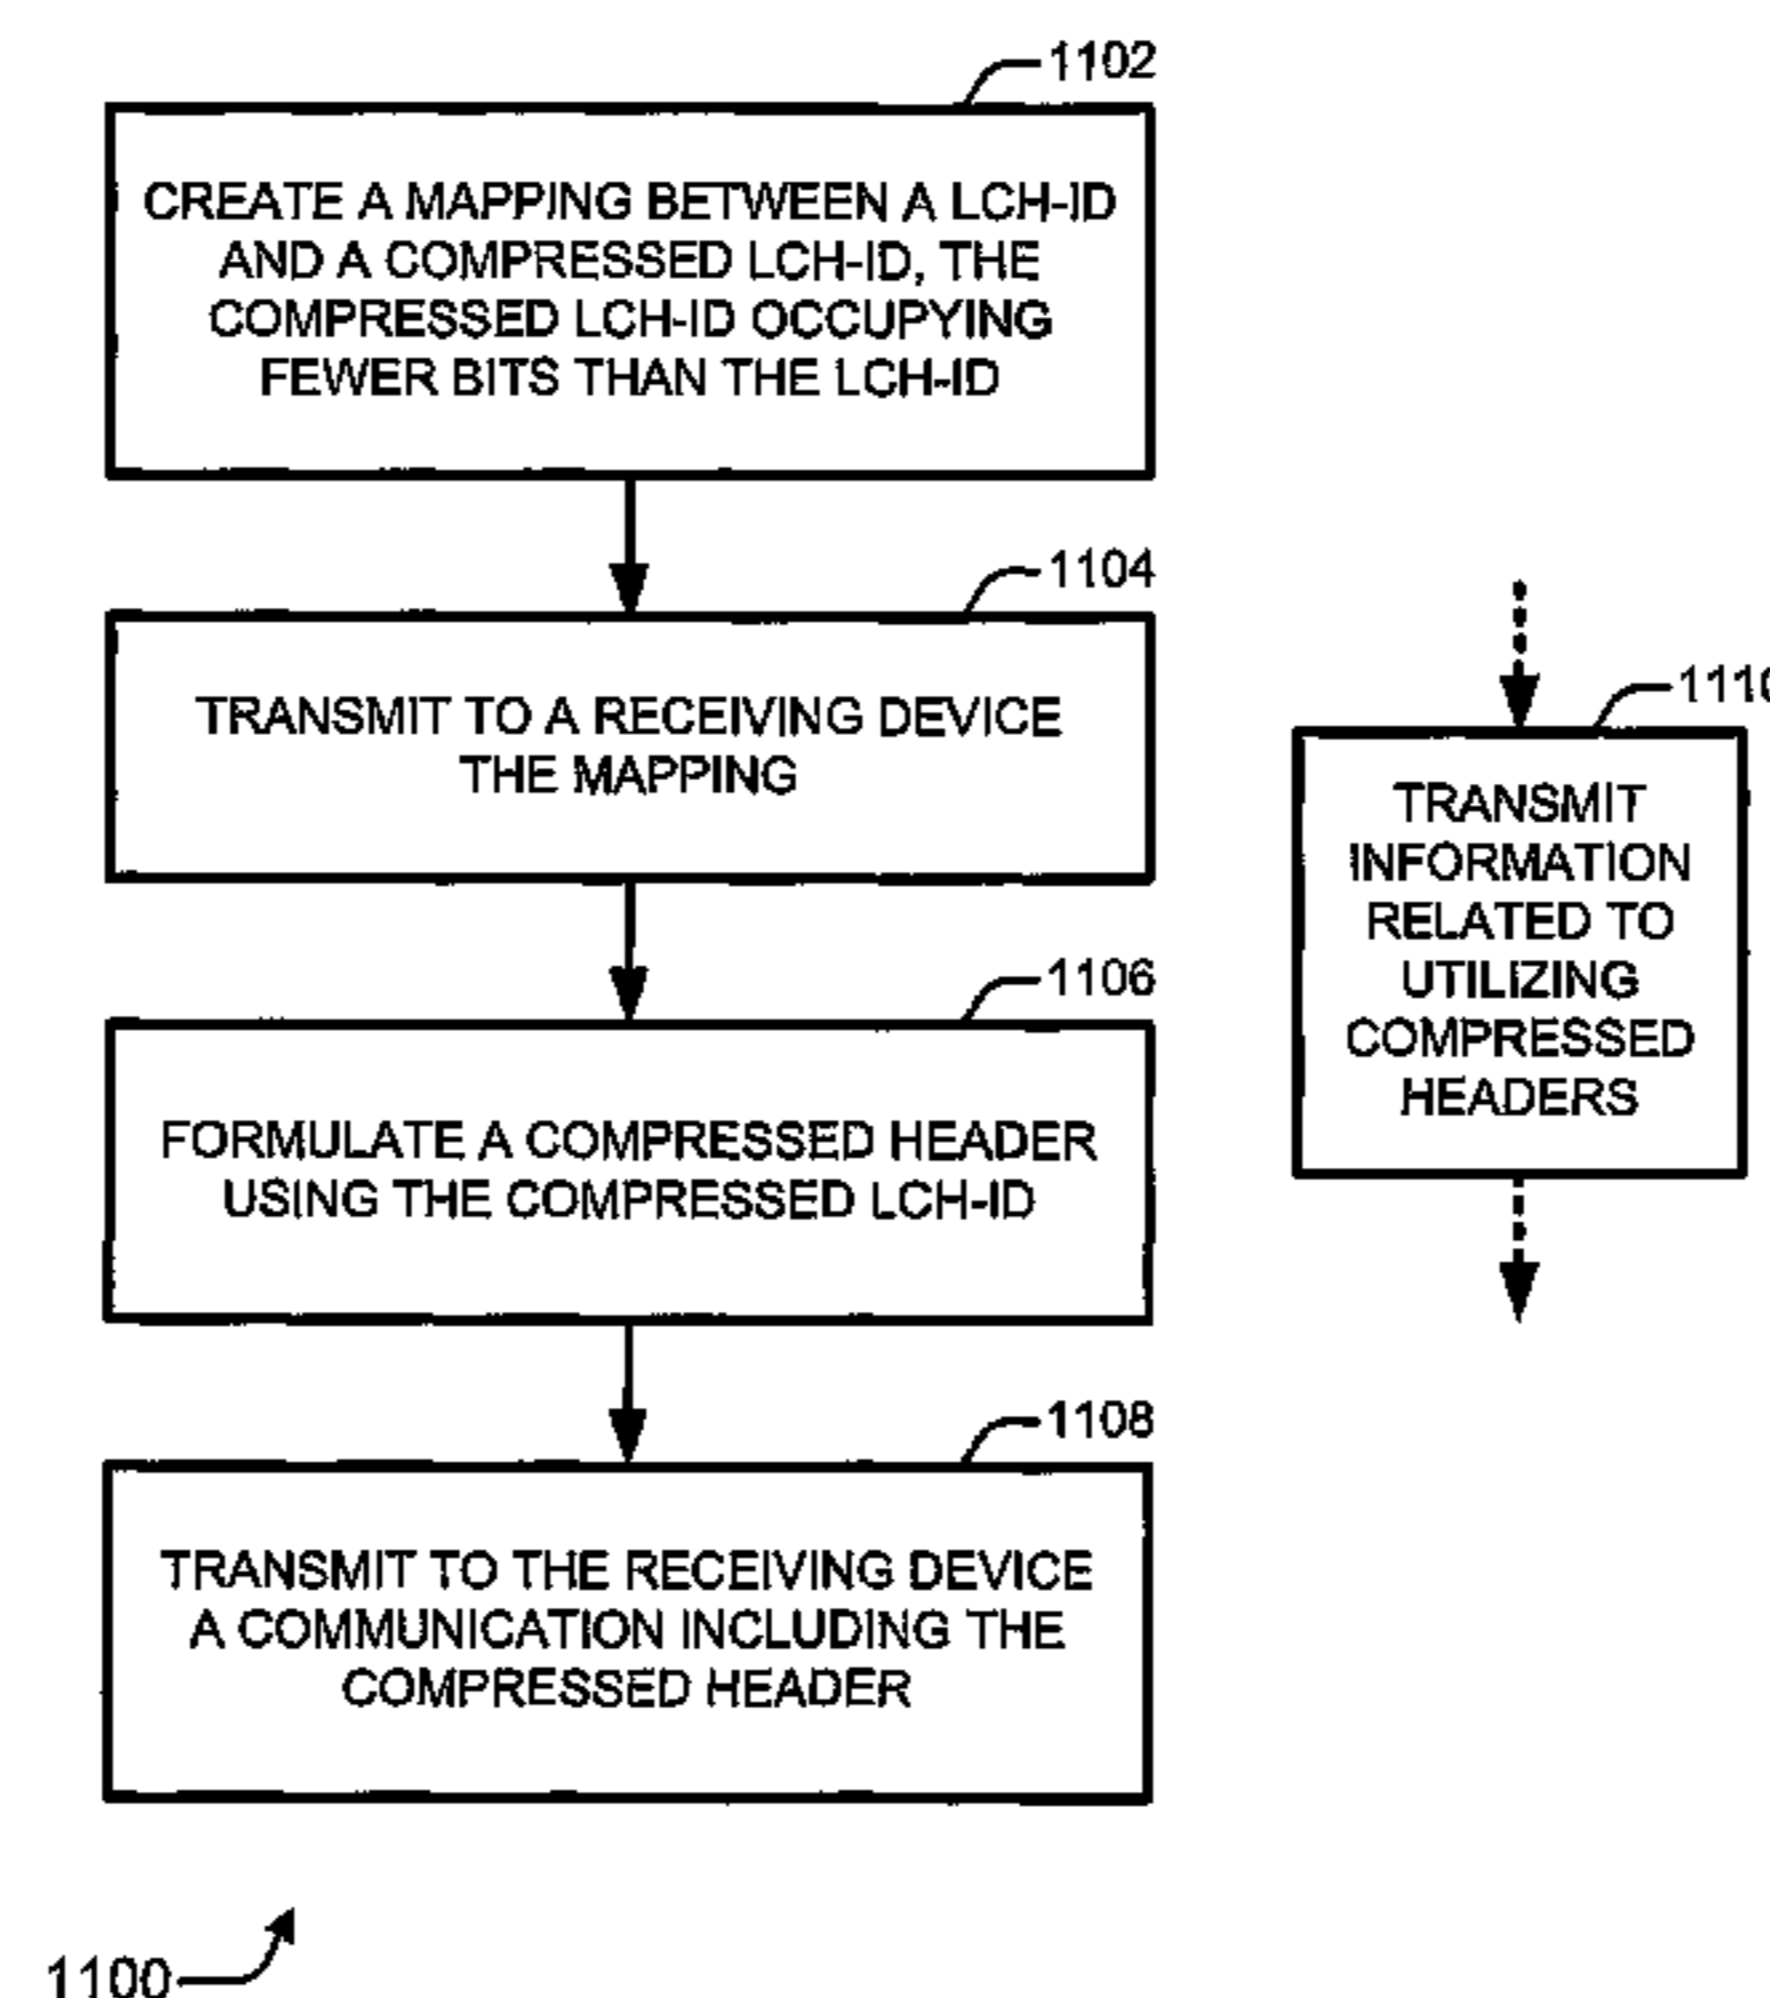 1102
CREATE A MAPPING BETWEEN A LCH-ID
AND A COMPRESSED LCH-ID, THE
COMPRESSED LCH-ID OCCUPYING
FEWER BITS THAN THE LCH-ID
1104
TRANSMIT TO A RECEIVING DEVICE
THE MAPPING
1106
FORMULATE A COMPRESSED HEADER
USING THE COMPRESSED LCH-ID
1108
TRANSMIT TO THE RECEIVING DEVICE
A COMMUNICATION INCLUDING THE
COMPRESSED HEADER
1110
TRANSMIT
INFORMATION
RELATED TO
UTILIZING
COMPRESSED
HEADERS
1100